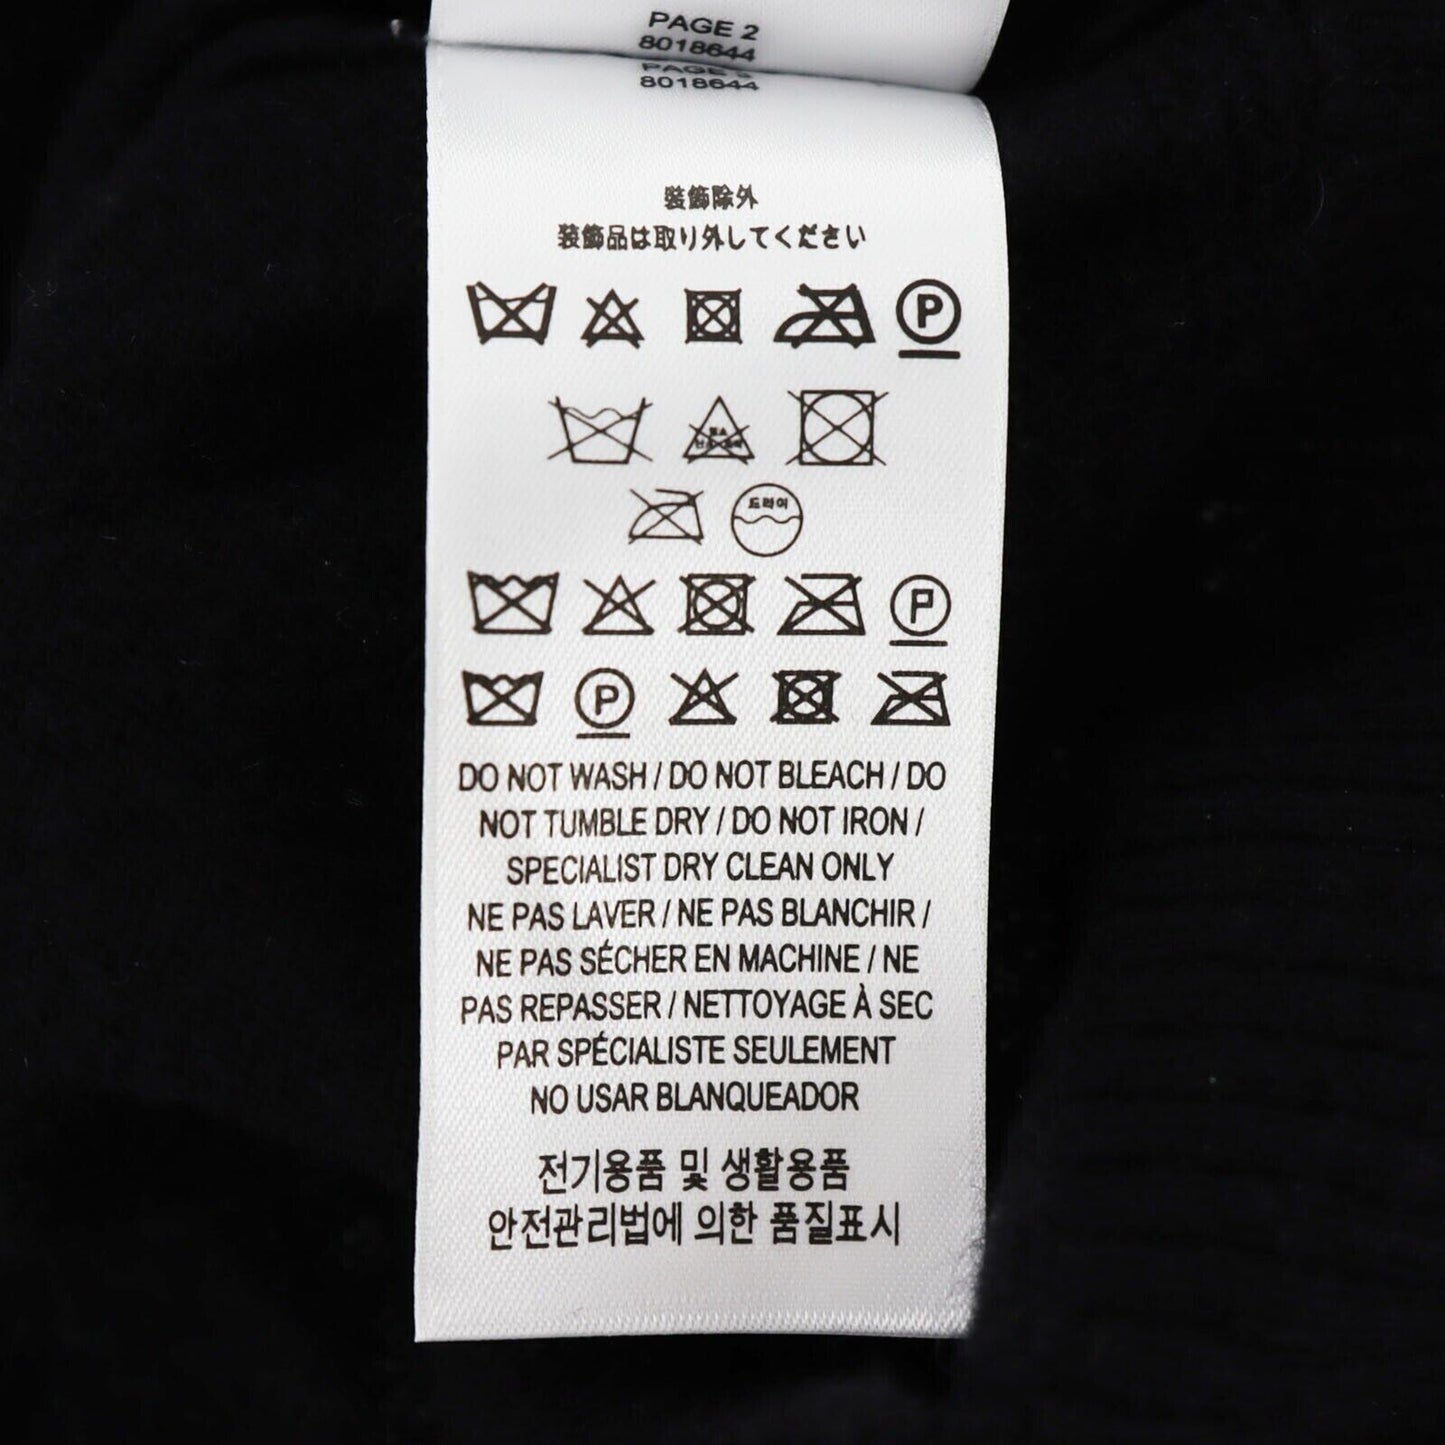 PAGE 2
8018644
PAGE 3
8018644
装飾除外
装飾品は取り外してください
P
드라이
P
P
DO NOT WASH / DO NOT BLEACH / DO
NOT TUMBLE DRY / DO NOT IRON /
SPECIALIST DRY CLEAN ONLY
NE PAS LAVER / NE PAS BLANCHIR /
NE PAS SÉCHER EN MACHINE / NE
PAS REPASSER / NETTOYAGE À SEC
PAR SPÉCIALISTE SEULEMENT
NO USAR BLANQUEADOR
전기용품 및 생활용품
안전관리법에 의한 품질표시